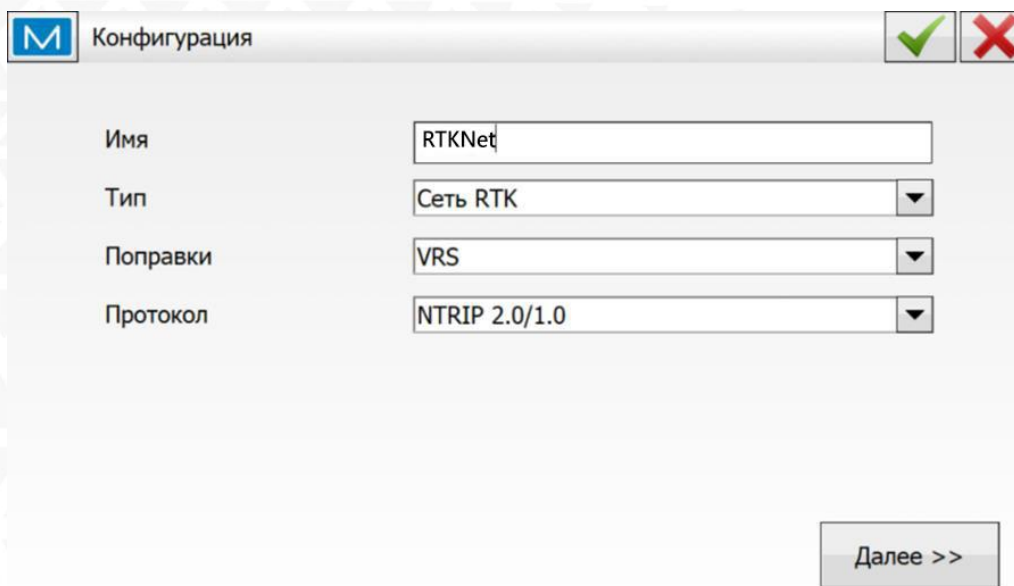 Конфигурация
Имя RTKNet
Тип Сеть RTK
Поправки VRS
Протокол NTRIP 2.0/1.0
Далее >>